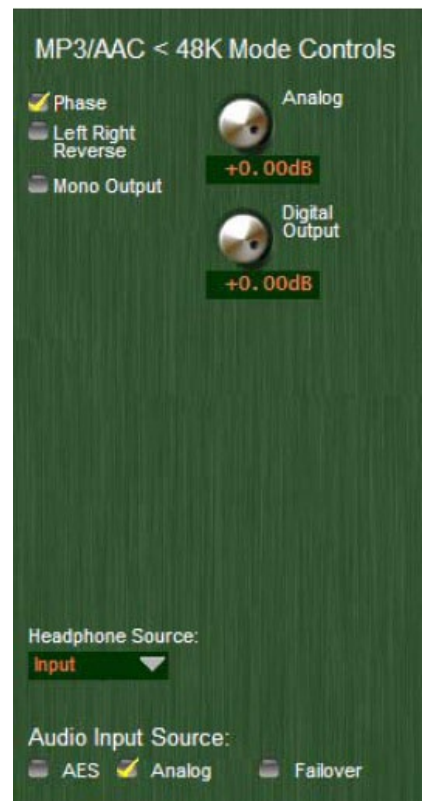 MP3/AAC < 48K Mode Controls
Phase
Left Right
Reverse
Mono Output
Analog
+0.00dB
Digital
Output
+0.00dB
Headphone Source:
Input
Audio Input Source:
AES Analog Failover